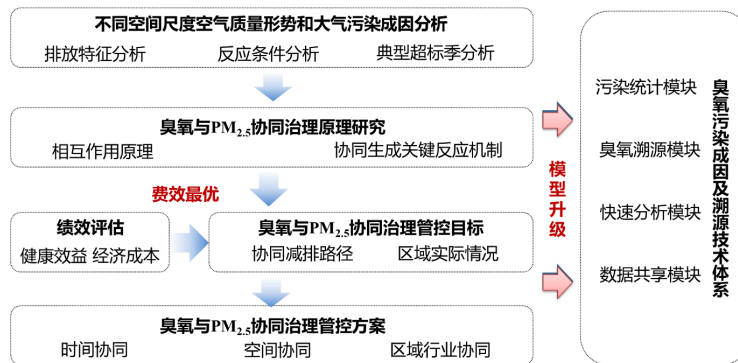 不同空间尺度空气质量形势和大气污染成因分析
排放特征分析 反应条件分析 典型超标季分析
臭氧与PM2.5协同治理原理研究
相互作用原理 协同生成关键反应机制
费效最优
绩效评估
健康效益 经济成本
臭氧与PM2.5协同治理管控目标
协同减排路径 区域实际情况
臭氧与PM2.5协同治理管控方案
时间协同 空间协同 区域行业协同
模型升级
污染统计模块
臭氧溯源模块
快速分析模块
数据共享模块
臭氧污染成因及溯源技术体系